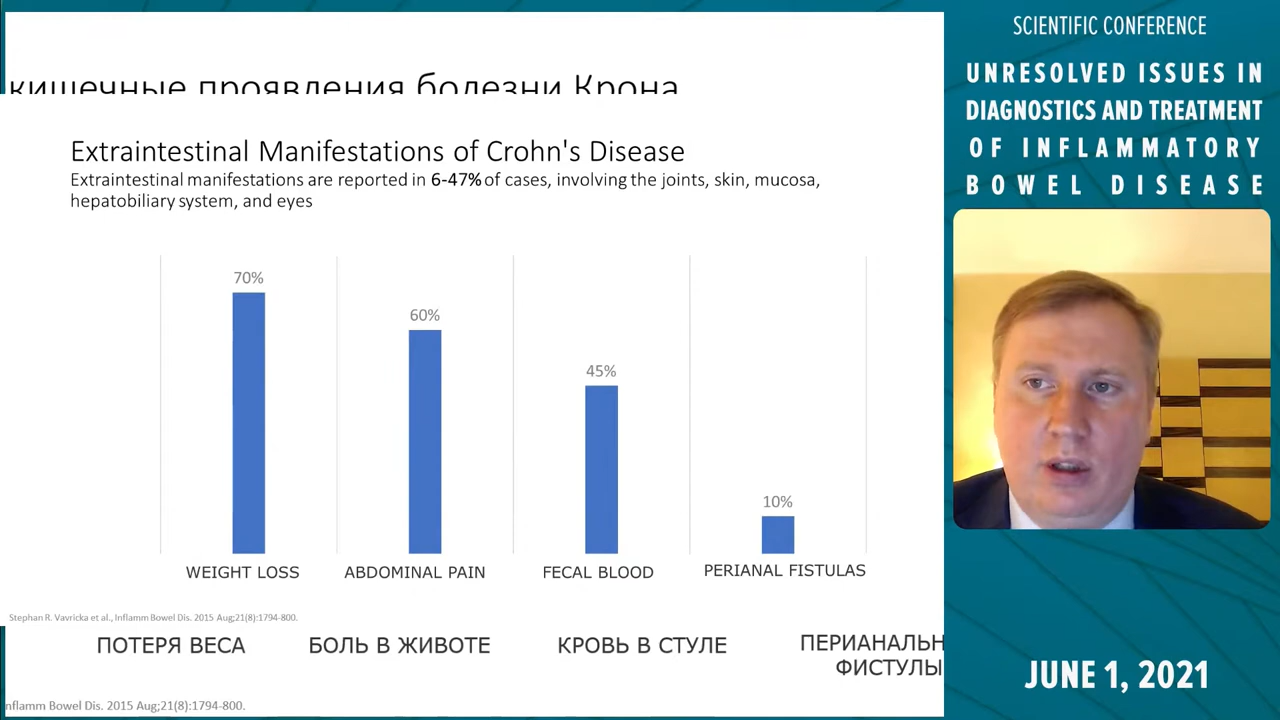 кишечные проявления болезни Крона
Extraintestinal Manifestations of Crohn's Disease
Extraintestinal manifestations are reported in 6-47% of cases, involving the joints, skin, mucosa,
hepatobiliary system, and eyes
70%
60%
45%
10%
WEIGHT LOSS
ABDOMINAL PAIN
FECAL BLOOD
PERIANAL FISTULAS
Stephan R. Vavricka et al., Inflamm Bowel Dis. 2015 Aug;21(8):1794-800.
ПОТЕРЯ ВЕСА
БОЛЬ В ЖИВОТЕ
КРОВЬ В СТУЛЕ
ПЕРИАНАЛЬН
ФИСТУЛЫ
nflamm Bowel Dis. 2015 Aug;21(8):1794-800.
SCIENTIFIC CONFERENCE
UNRESOLVED ISSUES IN
DIAGNOSTICS AND TREATMENT
OF INFLAMMATORY
BOWEL DISEASE
JUNE 1, 2021